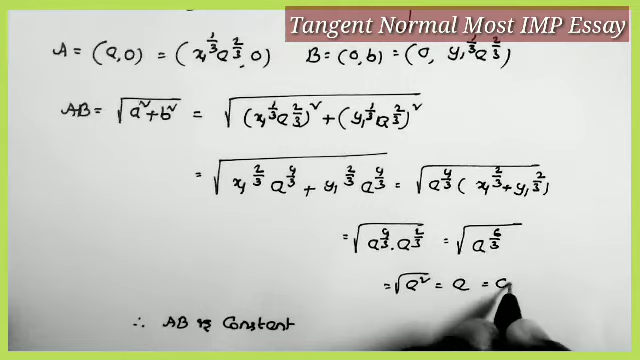 Tangent Normal Most IMP Essay
A = (a,0) = (x₁^(1/3) a^(2/3), 0) B = (0,b) = (0, y₁^(1/3) a^(2/3))
AB = √(a²+b²) = √((x₁^(1/3) a^(2/3))² + (y₁^(1/3) a^(2/3))²)
= √(x₁^(2/3) a^(4/3) + y₁^(2/3) a^(4/3)) = √(a^(4/3) (x₁^(2/3) + y₁^(2/3)))
= √(a^(4/3) · a^(2/3)) = √(a^(6/3))
= √(a²) = a = c
∴ AB is Constant